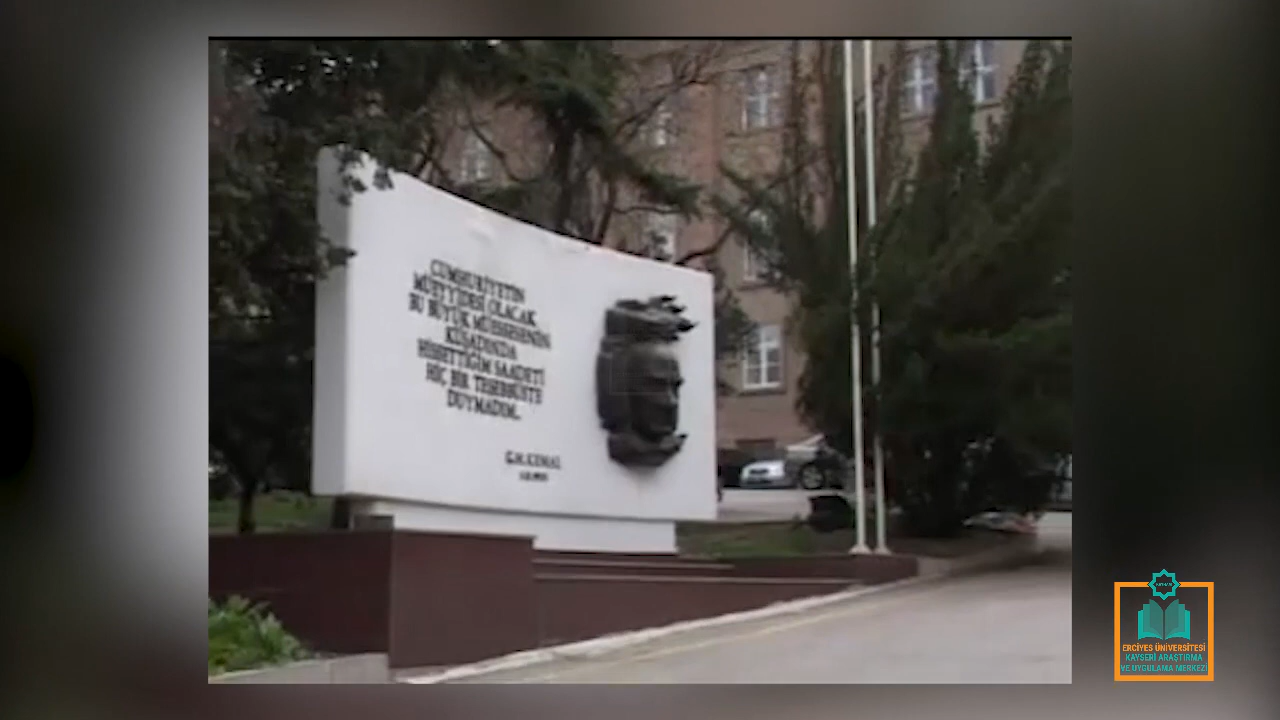 CUMHURİYETİN
MÜEYYİDESİ OLACAK
BU BÜYÜK MÜESSESENİN
KÜŞADINDA
HİSSETTİĞİM SAADETİ
HİÇ BİR TEŞEBBÜSTE
DUYMADIM.
G.M.KEMAL
ERCİYES ÜNİVERSİTESİ
KAYSERİ ARAŞTIRMA
VE UYGULAMA MERKEZİ